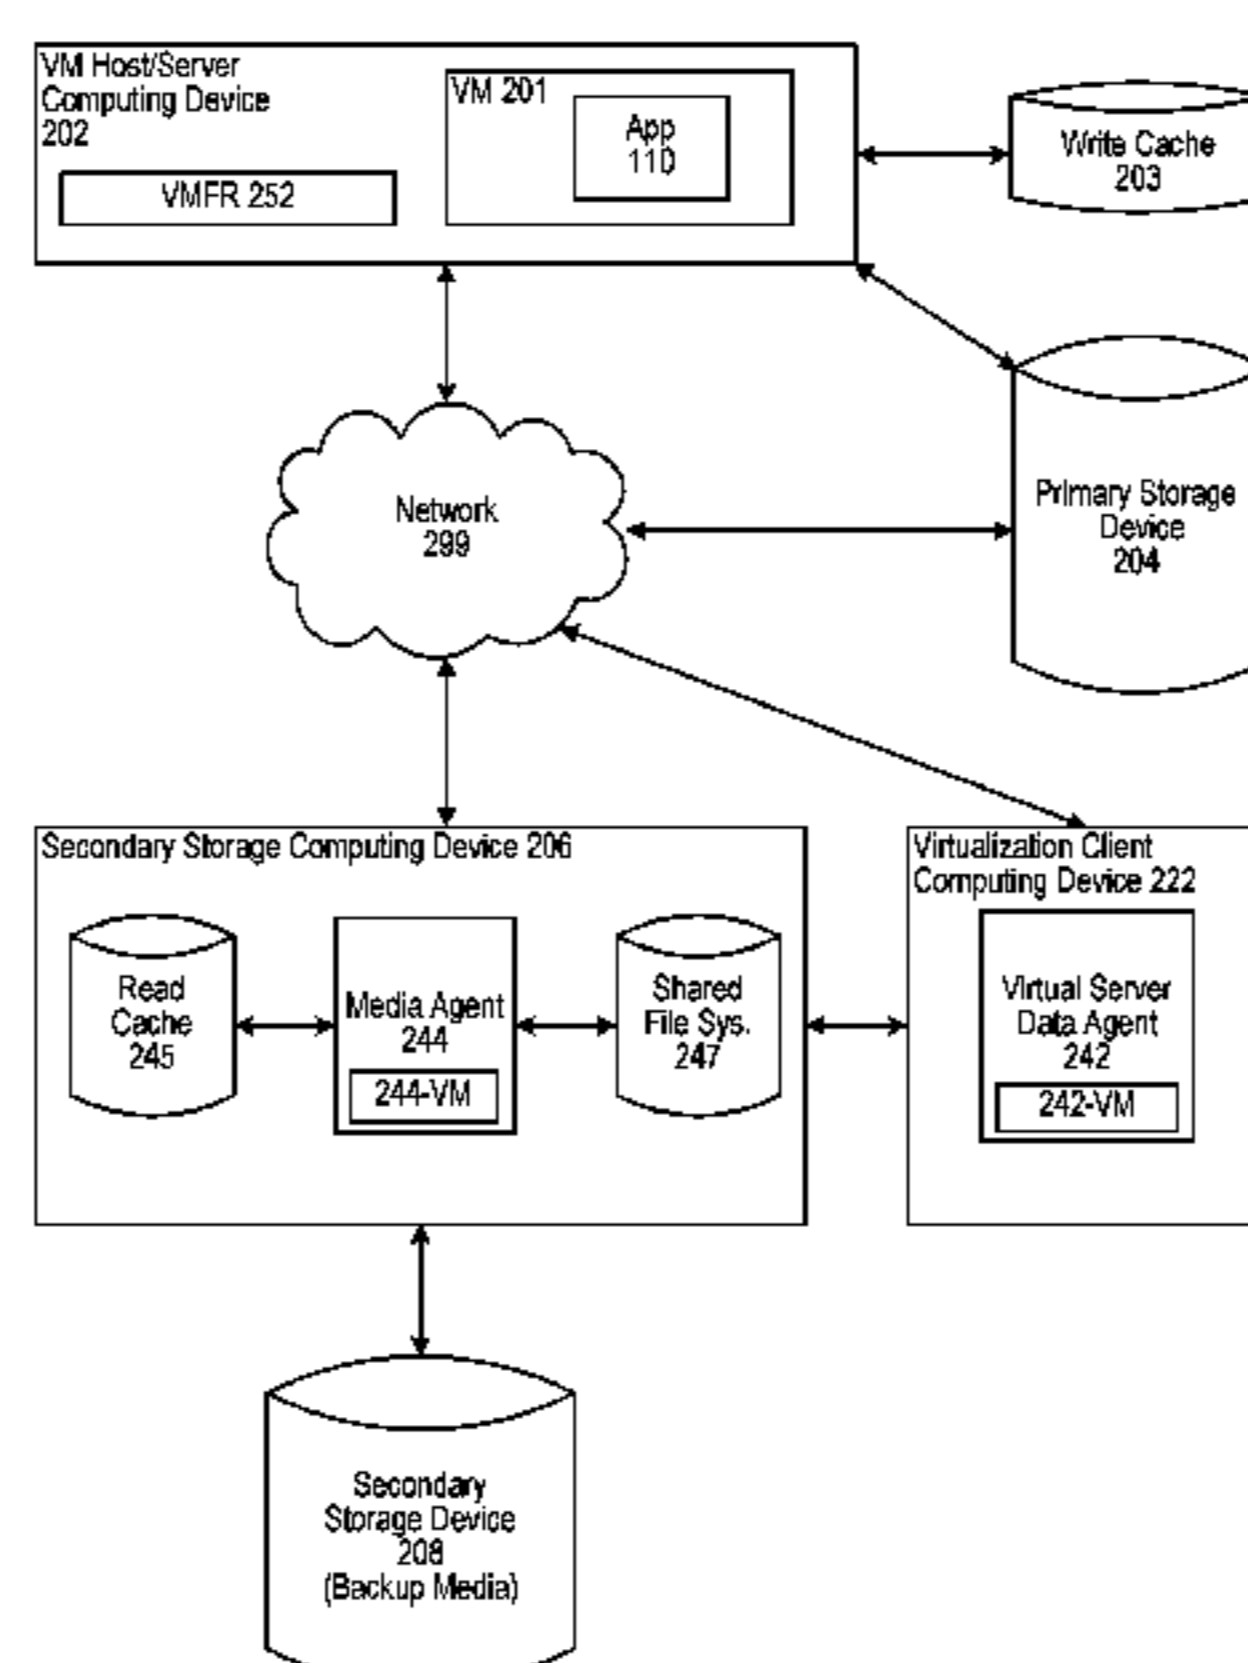 VM Host/Server
Computing Device
202
VMFR 252
VM 201
App
110
Write Cache
203
Network
299
Primary Storage
Device
204
Secondary Storage Computing Device 206
Read
Cache
245
Media Agent
244
244-VM
Shared
File Sys.
247
Virtualization Client
Computing Device 222
Virtual Server
Data Agent
242
242-VM
Secondary
Storage Device
208
(Backup Media)